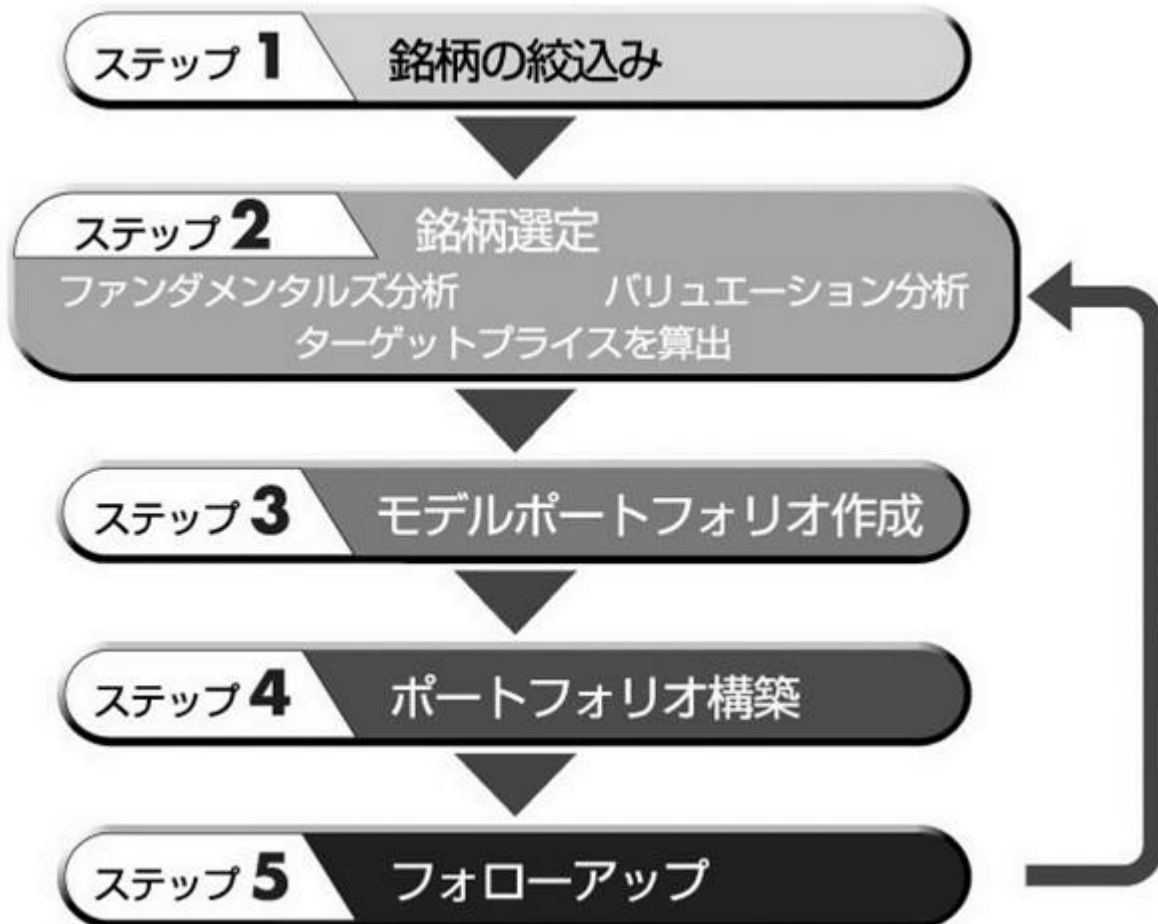 ステップ 1 銘柄の絞込み
ステップ 2 銘柄選定
ファンダメンタルズ分析 バリュエーション分析
ターゲットプライスを算出
ステップ 3 モデルポートフォリオ作成
ステップ 4 ポートフォリオ構築
ステップ 5 フォローアップ